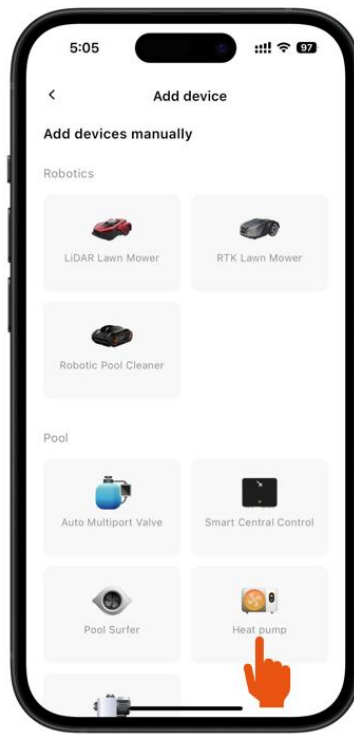 5:05
97
Add device
Add devices manually
Robotics
LiDAR Lawn Mower
RTK Lawn Mower
Robotic Pool Cleaner
Pool
Auto Multiport Valve
Smart Central Control
Pool Surfer
Heat pump